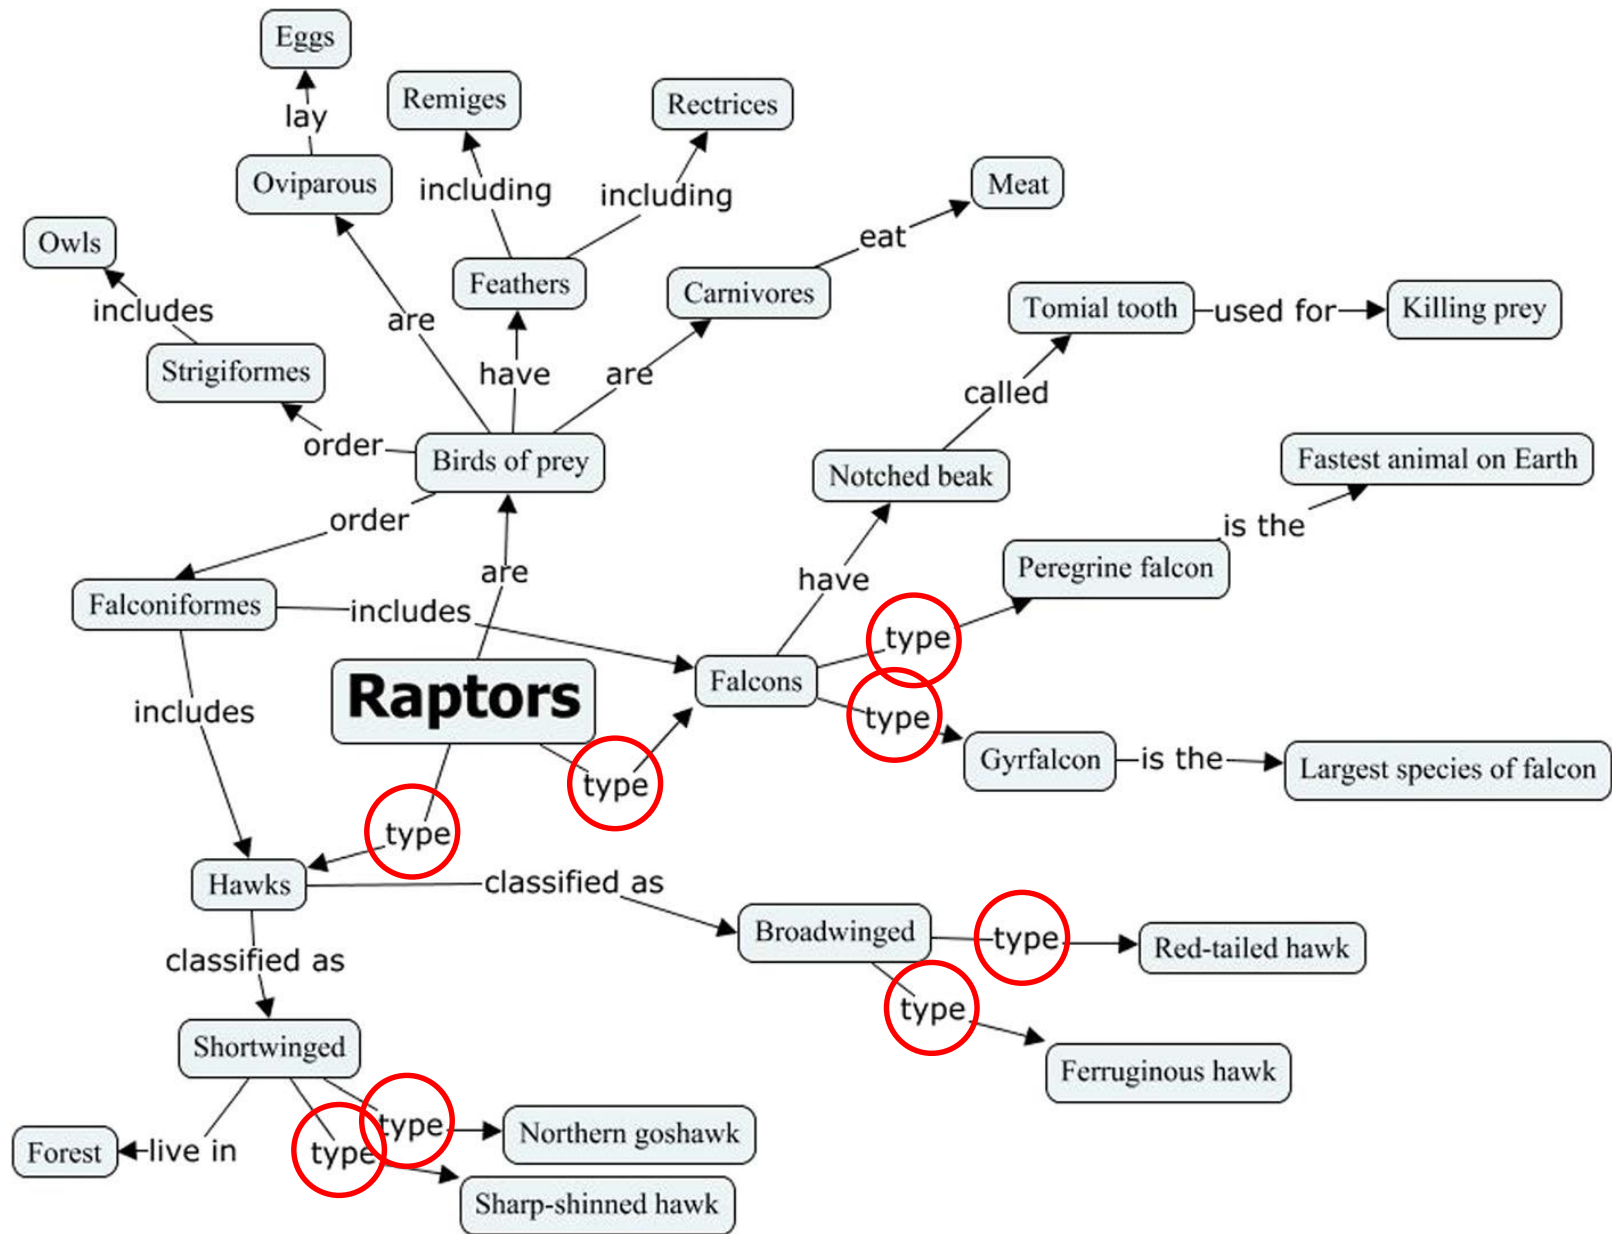 Eggs
lay
Remiges
Rectrices
Oviparous
including
including
Meat
Owls
eat
includes
Feathers
Carnivores
are
Tomial tooth
used for
Killing prey
Strigiformes
have
are
called
order
Birds of prey
Notched beak
Fastest animal on Earth
order
is the
are
have
Peregrine falcon
Falconiformes
includes
type
Raptors
Falcons
includes
type
type
Gyrfalcon
is the
Largest species of falcon
type
Hawks
classified as
Broadwinged
type
Red-tailed hawk
classified as
type
Shortwinged
Ferruginous hawk
type
Northern goshawk
Forest
live in
type
Sharp-shinned hawk